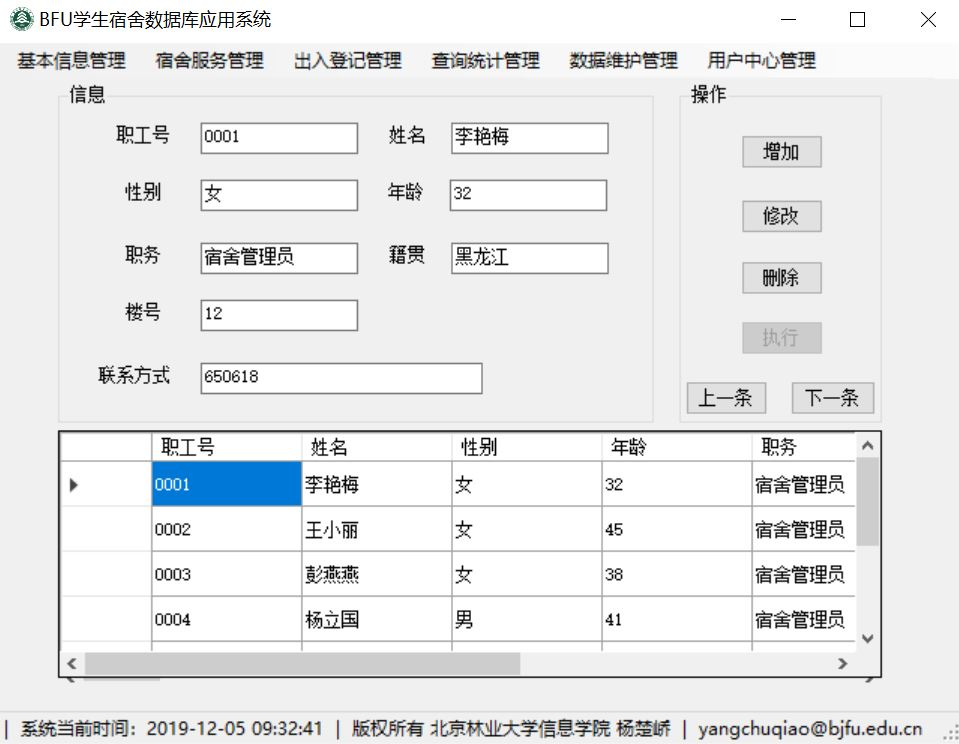 BFU学生宿舍数据库应用系统
基本信息管理 宿舍服务管理 出入登记管理 查询统计管理 数据维护管理 用户中心管理
信息 操作
职工号 0001 姓名 李艳梅 增加
性别 女 年龄 32 修改
职务 宿舍管理员 籍贯 黑龙江 删除
楼号 12 执行
联系方式 650618 上一条 下一条
职工号 姓名 性别 年龄 职务
0001 李艳梅 女 32 宿舍管理员
0002 王小丽 女 45 宿舍管理员
0003 彭燕燕 女 38 宿舍管理员
0004 杨立国 男 41 宿舍管理员
| 系统当前时间: 2019-12-05 09:32:41 | 版权所有 北京林业大学信息学院 杨楚峤 | yangchuqiao@bjfu.edu.cn